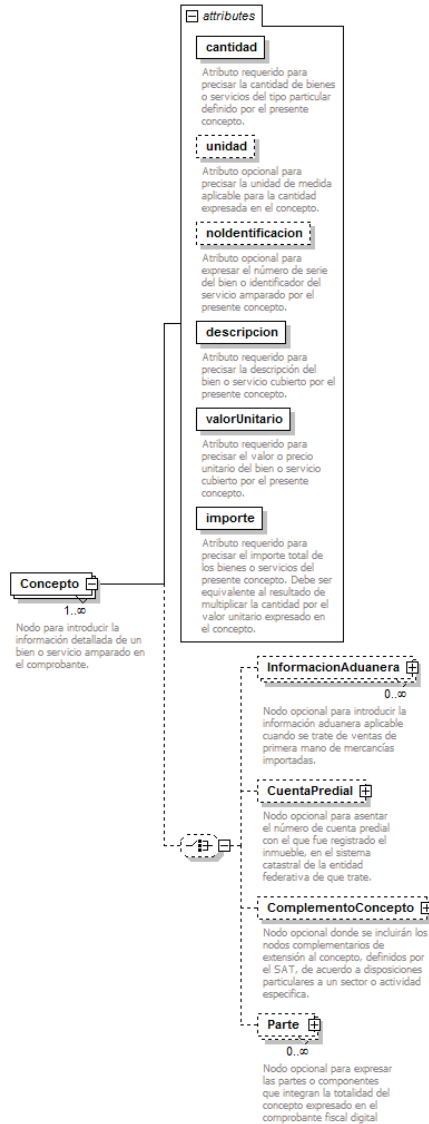 attributes
cantidad
Atributo requerido para
precisar la cantidad de bienes
o servicios del tipo particular
definido por el presente
concepto.
unidad
Atributo opcional para
precisar la unidad de medida
aplicable para la cantidad
expresada en el concepto.
noIdentificacion
Atributo opcional para
expresar el número de serie
del bien o identificador del
servicio amparado por el
presente concepto.
descripcion
Atributo requerido para
precisar la descripción del
bien o servicio cubierto por el
presente concepto.
valorUnitario
Atributo requerido para
precisar el valor o precio
unitario del bien o servicio
cubierto por el presente
concepto.
importe
Atributo requerido para
precisar el importe total de
los bienes o servicios del
presente concepto. Debe ser
equivalente al resultado de
multiplicar la cantidad por el
valor unitario expresado en
el concepto.
Concepto
1..∞
Nodo para introducir la
información detallada de un
bien o servicio amparado en
el comprobante.
InformacionAduanera
0..∞
Nodo opcional para introducir la
información aduanera aplicable
cuando se trate de ventas de
primera mano de mercancías
importadas.
CuentaPredial
Nodo opcional para asentar
el número de cuenta predial
con el que fue registrado el
inmueble, en el sistema
catastral de la entidad
federativa de que trate.
ComplementoConcepto
Nodo opcional donde se incluirán los
nodos complementarios de
extensión al concepto, definidos por
el SAT, de acuerdo a disposiciones
particulares a un sector o actividad
especifica.
Parte
0..∞
Nodo opcional para expresar
las partes o componentes
que integran la totalidad del
concepto expresado en el
comprobante fiscal digital